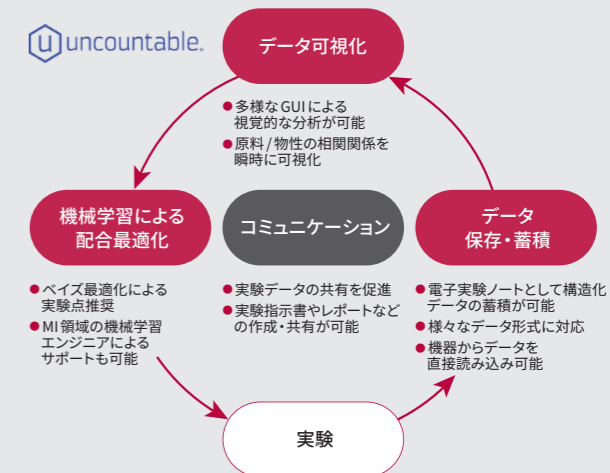 uncountable.
データ可視化
●多様なGUIによる
視覚的な分析が可能
●原料/物性の相関関係を
瞬時に可視化
機械学習による
配合最適化
●ベイズ最適化による
実験点推奨
●MI領域の機械学習
エンジニアによる
サポートも可能
コミュニケーション
●実験データの共有を促進
●実験指示書やレポートなど
の作成・共有が可能
データ
保存・蓄積
●電子実験ノートとして構造化
データの蓄積が可能
●様々なデータ形式に対応
●機器からデータを
直接読み込み可能
実験